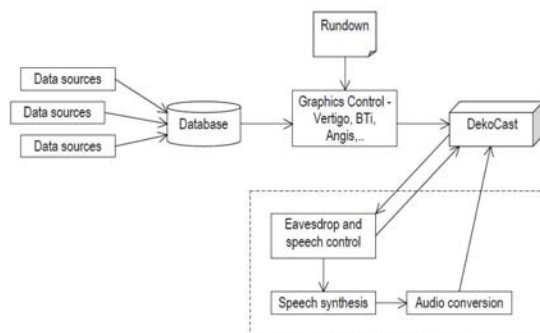 Rundown
Data sources
Data sources
Data sources
Database
Graphics Control -
Vertigo, BTi,
Angis,..
DekoCast
Eavesdrop and
speech control
Speech synthesis
Audio conversion